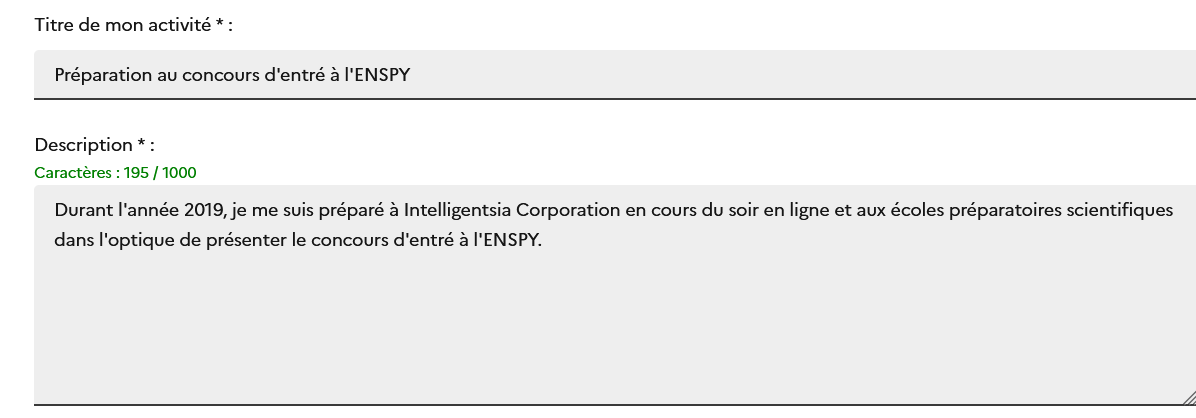 Titre de mon activité * :
Préparation au concours d'entré à l'ENSPY
Description * :
Caractères : 195 / 1000
Durant l'année 2019, je me suis préparé à Intelligentsia Corporation en cours du soir en ligne et aux écoles préparatoires scientifiques
dans l'optique de présenter le concours d'entré à l'ENSPY.